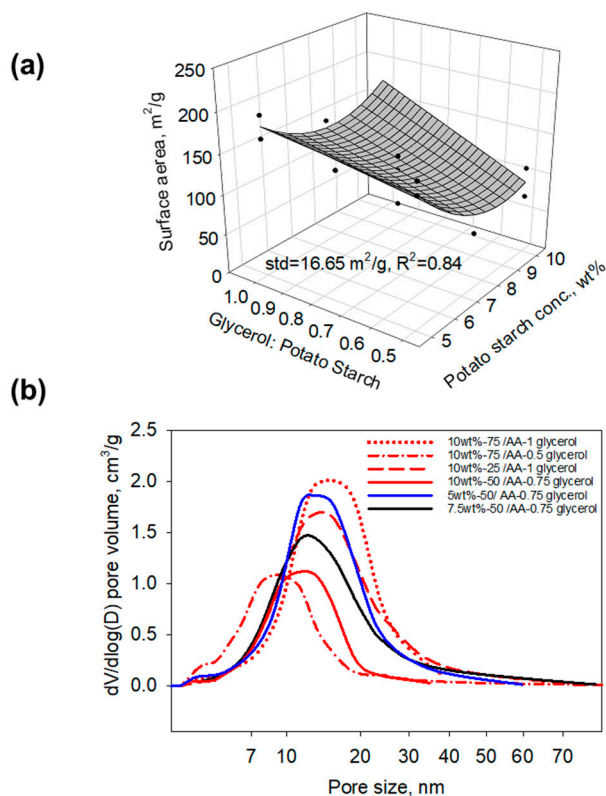 (a)
250
200
150
100
50
0
Surface aerea, m²/g
std=16.65 m²/g, R²=0.84
1.0
0.9
0.8
0.7
0.6
0.5
Glycerol: Potato Starch
5
6
7
8
9
10
Potato starch conc., wt%
(b)
2.5
2.0
1.5
1.0
0.5
0.0
dV/dlog(D) pore volume, cm³/g
10wt%-75 /AA-1 glycerol
10wt%-75 /AA-0.5 glycerol
10wt%-25 /AA-1 glycerol
10wt%-50 /AA-0.75 glycerol
5wt%-50/ AA-0.75 glycerol
7.5wt%-50 /AA-0.75 glycerol
7 10 20 30 40 50 60 70
Pore size, nm